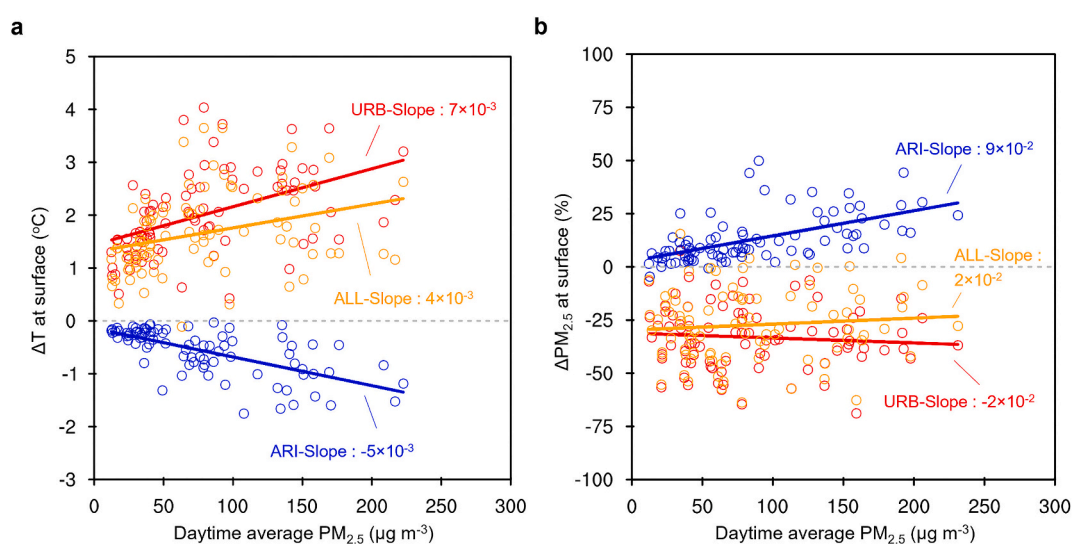 a
5
4
3
2
1
0
-1
-2
-3
ΔT at surface (°C)
URB-Slope : 7×10⁻³
ALL-Slope : 4×10⁻³
ARI-Slope : -5×10⁻³
0 50 100 150 200 250 300
Daytime average PM₂.₅ (µg m⁻³)
b
100
75
50
25
0
-25
-50
-75
-100
ΔPM₂.₅ at surface (%)
ARI-Slope : 9×10⁻²
ALL-Slope :
2×10⁻²
URB-Slope : -2×10⁻²
0 50 100 150 200 250 300
Daytime average PM₂.₅ (µg m⁻³)